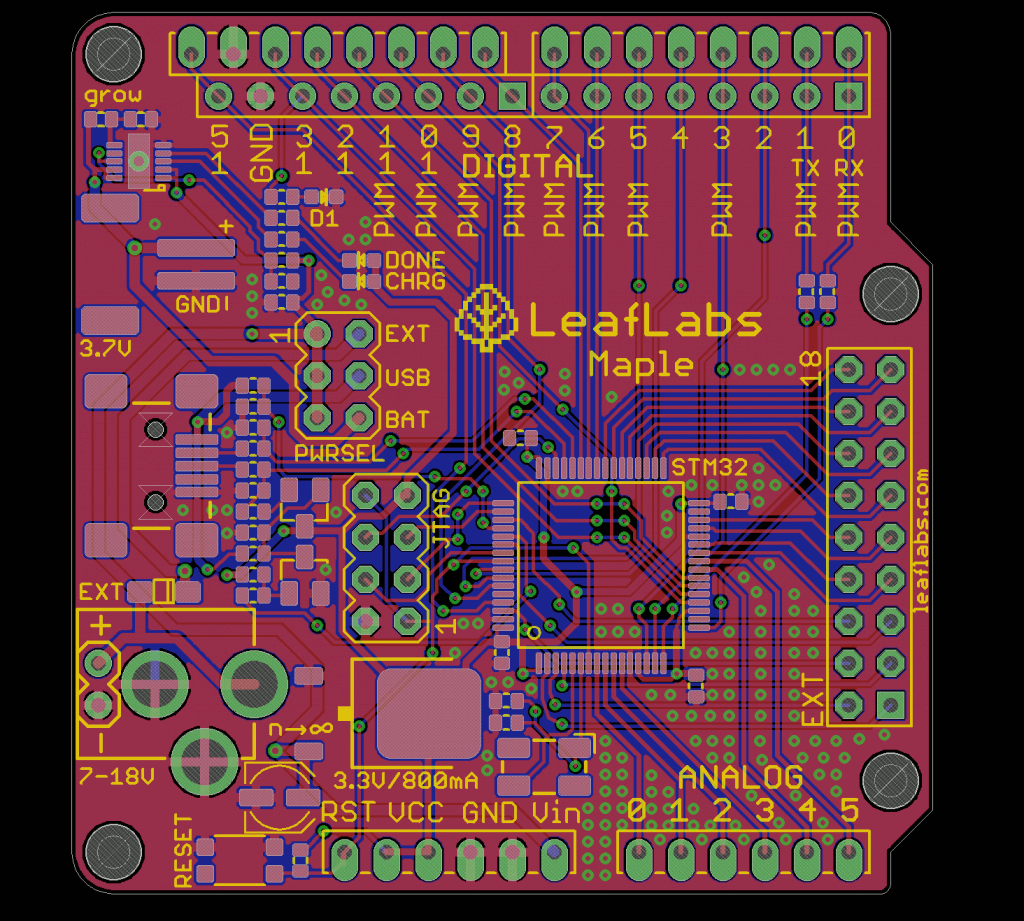 grow
5 GND 3 2 1 0 9 8 7 6 5 4 3 2 1 0
1 1 1 1 1 DIGITAL TX RX
PWM PWM PWM PWM PWM PWM PWM PWM PWM PWM
D1
+
DONE
CHRG
GND!
LeafLabs
Maple
3.7V
1
EXT
USB
BAT
PWRSEL
18
STM32
JTAG
1
leaflabs.com
EXT
EXT
+
-
7-18V
n→∞
3.3V/800mA
RST VCC GND Vin
ANALOG
0 1 2 3 4 5
RESET